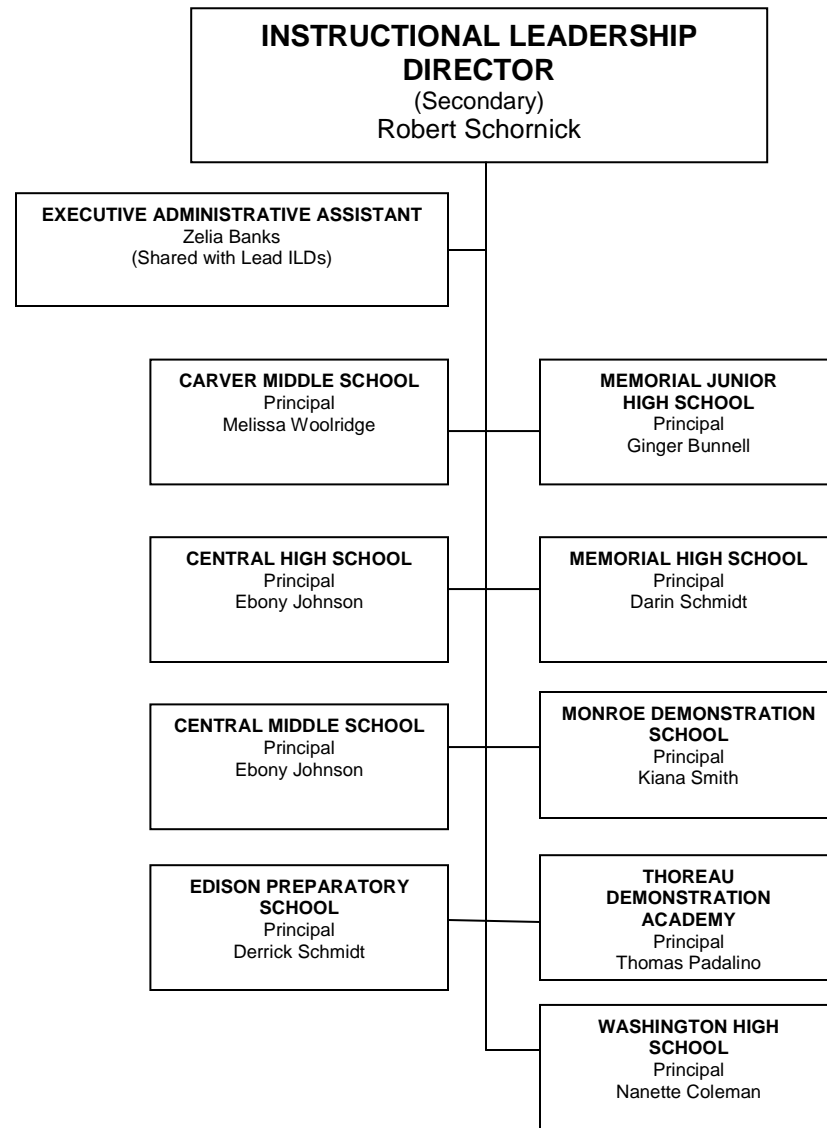 INSTRUCTIONAL LEADERSHIP
DIRECTOR
(Secondary)
Robert Schornick
EXECUTIVE ADMINISTRATIVE ASSISTANT
Zelia Banks
(Shared with Lead ILDs)
CARVER MIDDLE SCHOOL
Principal
Melissa Woolridge
MEMORIAL JUNIOR
HIGH SCHOOL
Principal
Ginger Bunnell
CENTRAL HIGH SCHOOL
Principal
Ebony Johnson
MEMORIAL HIGH SCHOOL
Principal
Darin Schmidt
CENTRAL MIDDLE SCHOOL
Principal
Ebony Johnson
MONROE DEMONSTRATION
SCHOOL
Principal
Kiana Smith
EDISON PREPARATORY
SCHOOL
Principal
Derrick Schmidt
THOREAU
DEMONSTRATION
ACADEMY
Principal
Thomas Padalino
WASHINGTON HIGH
SCHOOL
Principal
Nanette Coleman